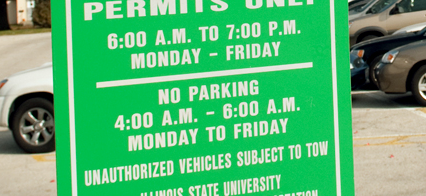 PERMITS ONLY
6:00 A.M. TO 7:00 P.M.
MONDAY - FRIDAY
NO PARKING
4:00 A.M. - 6:00 A.M.
MONDAY TO FRIDAY
UNAUTHORIZED VEHICLES SUBJECT TO TOW
ILLINOIS STATE UNIVERSITY